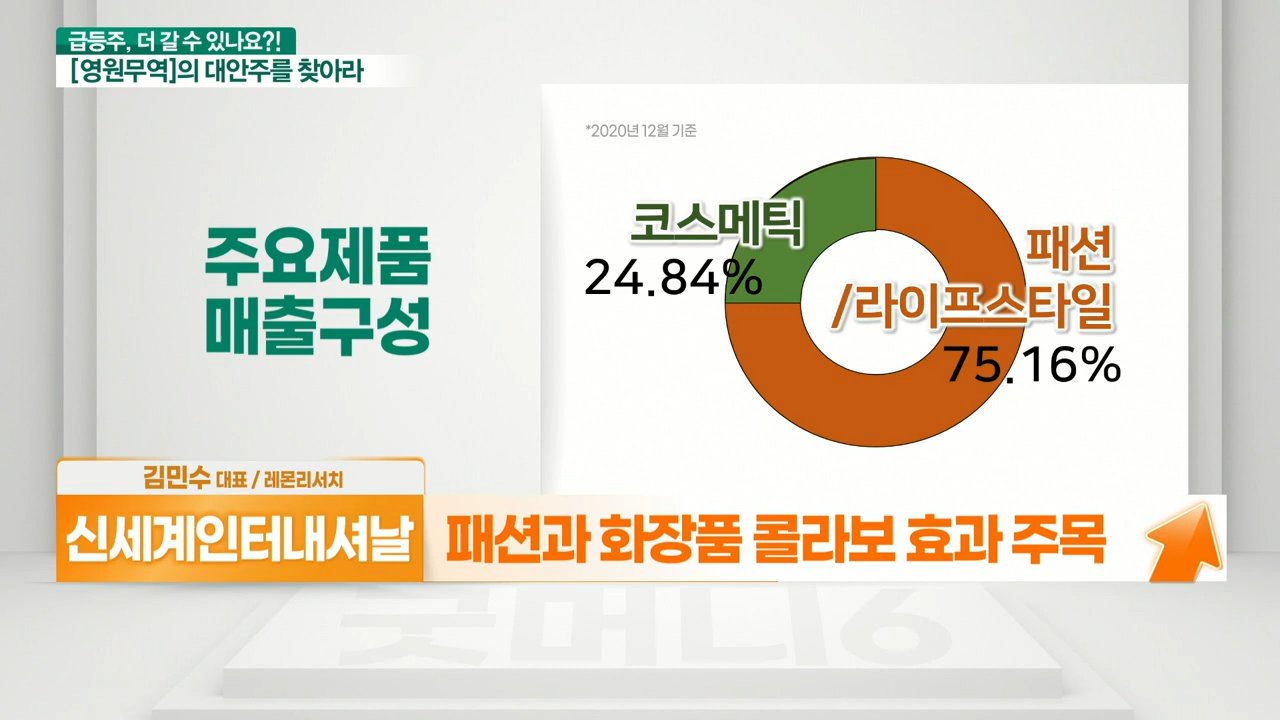 급등주, 더 갈 수 있나요?!
[영원무역]의 대안주를 찾아라
*2020년 12월 기준
주요제품
매출구성
코스메틱
24.84%
패션
/라이프스타일
75.16%
김민수 대표 / 레몬리서치
신세계인터내셔날
패션과 화장품 콜라보 효과 주목
굿머니6